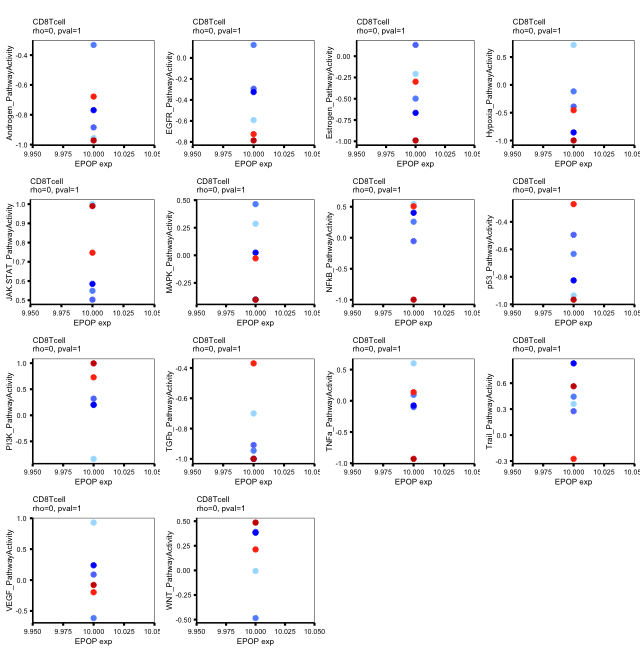 CD8Tcell
rho=0, pval=1
Androgen_PathwayActivity
-0.4
-0.6
-0.8
-1.0
9.950 9.975 10.000 10.025 10.0
EPOP exp
CD8Tcell
rho=0, pval=1
EGFR_PathwayActivity
0.0
-0.2
-0.4
-0.6
-0.8
9.950 9.975 10.000 10.025 10.05
EPOP exp
CD8Tcell
rho=0, pval=1
Estrogen_PathwayActivity
0.00
-0.25
-0.50
-0.75
-1.00
9.950 9.975 10.000 10.025 10.05
EPOP exp
CD8Tcell
rho=0, pval=1
Hypoxia_PathwayActivity
0.5
0.0
-0.5
-1.0
9.950 9.975 10.000 10.025 10.05
EPOP exp
CD8Tcell
rho=0, pval=1
JAK-STAT_PathwayActivity
1.0
0.9
0.8
0.7
0.6
0.5
9.950 9.975 10.000 10.025 10.05
EPOP exp
CD8Tcell
rho=0, pval=1
MAPK_PathwayActivity
0.50
0.25
0.00
-0.25
9.950 9.975 10.000 10.025 10.05
EPOP exp
CD8Tcell
rho=0, pval=1
NFkB_PathwayActivity
0.5
0.0
-0.5
-1.0
9.950 9.975 10.000 10.025 10.05
EPOP exp
CD8Tcell
rho=0, pval=1
p53_PathwayActivity
-0.4
-0.6
-0.8
-1.0
9.950 9.975 10.000 10.025 10.05
EPOP exp
CD8Tcell
rho=0, pval=1
PI3K_PathwayActivity
1.0
0.5
0.0
-0.5
9.950 9.975 10.000 10.025 10.05
EPOP exp
CD8Tcell
rho=0, pval=1
TGFb_PathwayActivity
-0.4
-0.6
-0.8
-1.0
9.950 9.975 10.000 10.025 10.05
EPOP exp
CD8Tcell
rho=0, pval=1
TNFa_PathwayActivity
0.5
0.0
-0.5
-1.0
9.950 9.975 10.000 10.025 10.05
EPOP exp
CD8Tcell
rho=0, pval=1
Trail_PathwayActivity
0.6
0.3
0.0
-0.3
9.950 9.975 10.000 10.025 10.05
EPOP exp
CD8Tcell
rho=0, pval=1
VEGF_PathwayActivity
1.0
0.5
0.0
-0.5
9.950 9.975 10.000 10.025 10.05
EPOP exp
CD8Tcell
rho=0, pval=1
WNT_PathwayActivity
0.50
0.25
0.00
-0.25
-0.50
9.950 9.975 10.000 10.025 10.050
EPOP exp